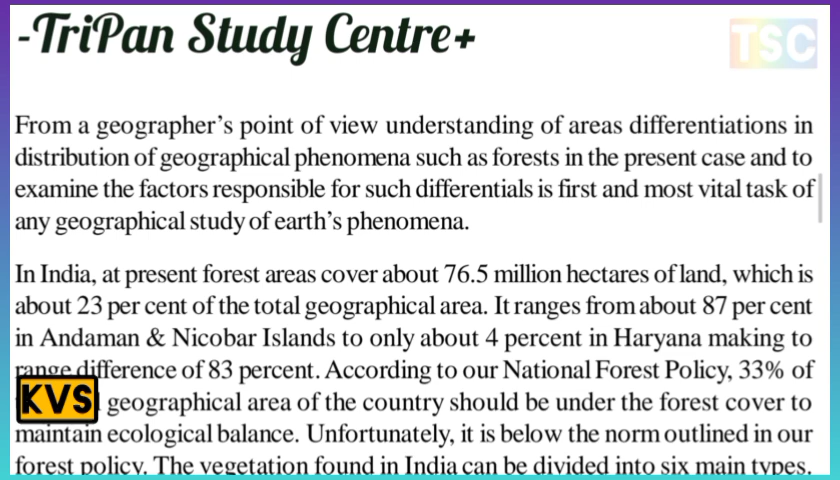 -TriPan Study Centre+
TSC
From a geographer's point of view understanding of areas differentiations in
distribution of geographical phenomena such as forests in the present case and to
examine the factors responsible for such differentials is first and most vital task of
any geographical study of earth's phenomena.
In India, at present forest areas cover about 76.5 million hectares of land, which is
about 23 per cent of the total geographical area. It ranges from about 87 per cent
in Andaman & Nicobar Islands to only about 4 percent in Haryana making to
range difference of 83 percent. According to our National Forest Policy, 33% of
KVS geographical area of the country should be under the forest cover to
maintain ecological balance. Unfortunately, it is below the norm outlined in our
forest policy. The vegetation found in India can be divided into six main types.